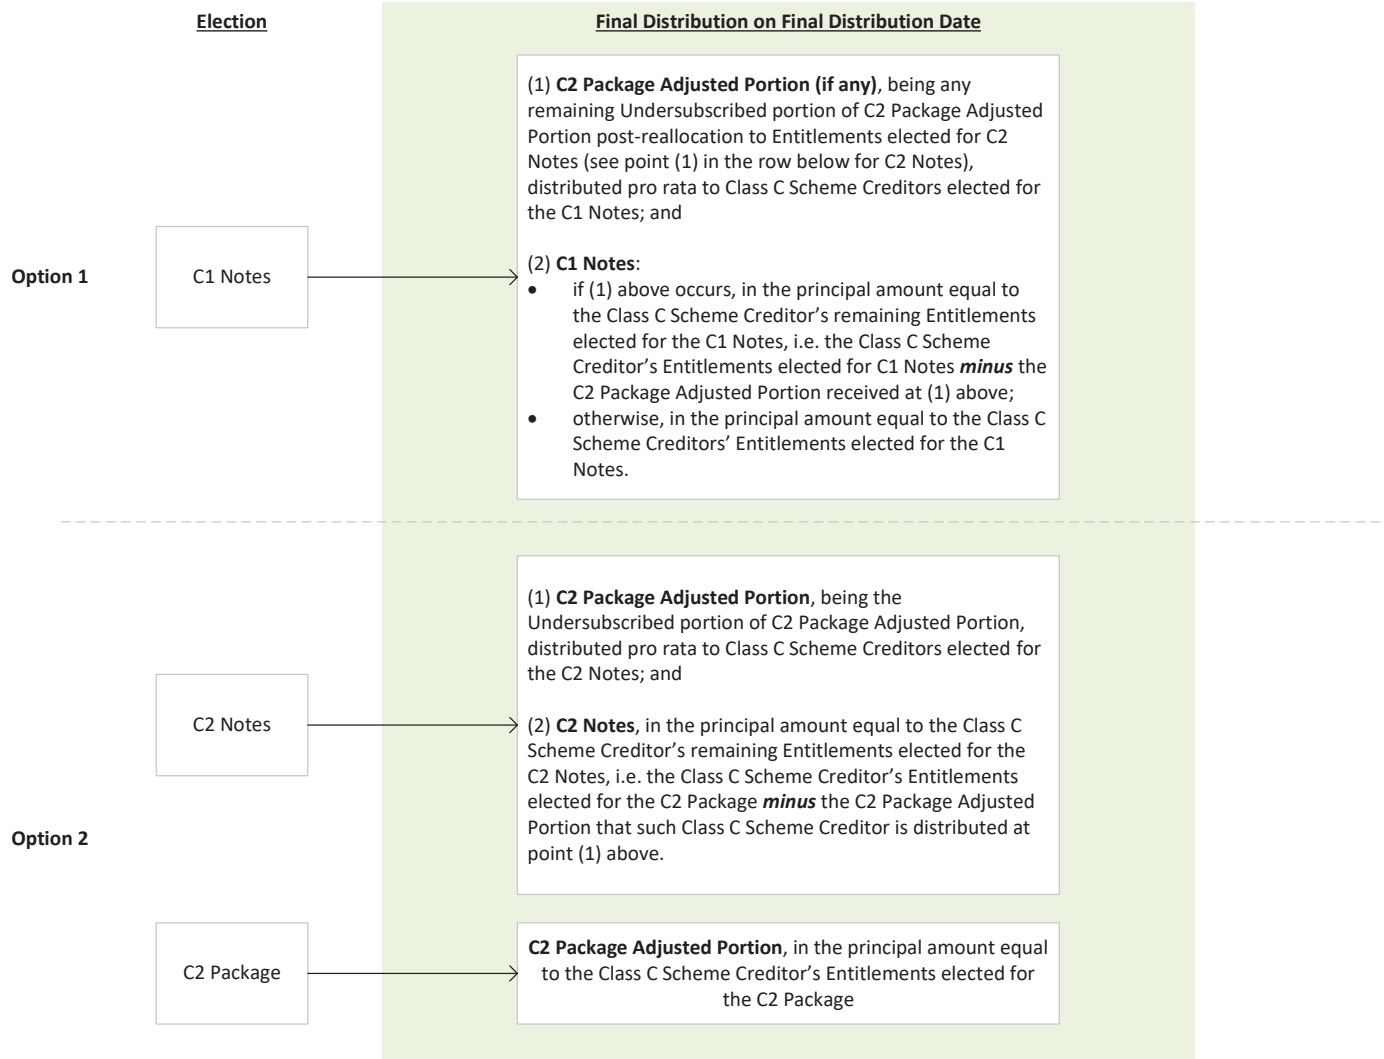 Election
Final Distribution on Final Distribution Date
Option 1
C1 Notes
(1) C2 Package Adjusted Portion (if any), being any
remaining Undersubscribed portion of C2 Package Adjusted
Portion post-reallocation to Entitlements elected for C2
Notes (see point (1) in the row below for C2 Notes),
distributed pro rata to Class C Scheme Creditors elected for
the C1 Notes; and
(2) C1 Notes:
• if (1) above occurs, in the principal amount equal to
the Class C Scheme Creditor’s remaining Entitlements
elected for the C1 Notes, i.e. the Class C Scheme
Creditor’s Entitlements elected for C1 Notes minus the
C2 Package Adjusted Portion received at (1) above;
• otherwise, in the principal amount equal to the Class C
Scheme Creditors’ Entitlements elected for the C1
Notes.
Option 2
C2 Notes
(1) C2 Package Adjusted Portion, being the
Undersubscribed portion of C2 Package Adjusted Portion,
distributed pro rata to Class C Scheme Creditors elected for
the C2 Notes; and
(2) C2 Notes, in the principal amount equal to the Class C
Scheme Creditor’s remaining Entitlements elected for the
C2 Notes, i.e. the Class C Scheme Creditor’s Entitlements
elected for the C2 Package minus the C2 Package Adjusted
Portion that such Class C Scheme Creditor is distributed at
point (1) above.
C2 Package
C2 Package Adjusted Portion, in the principal amount equal
to the Class C Scheme Creditor’s Entitlements elected for
the C2 Package